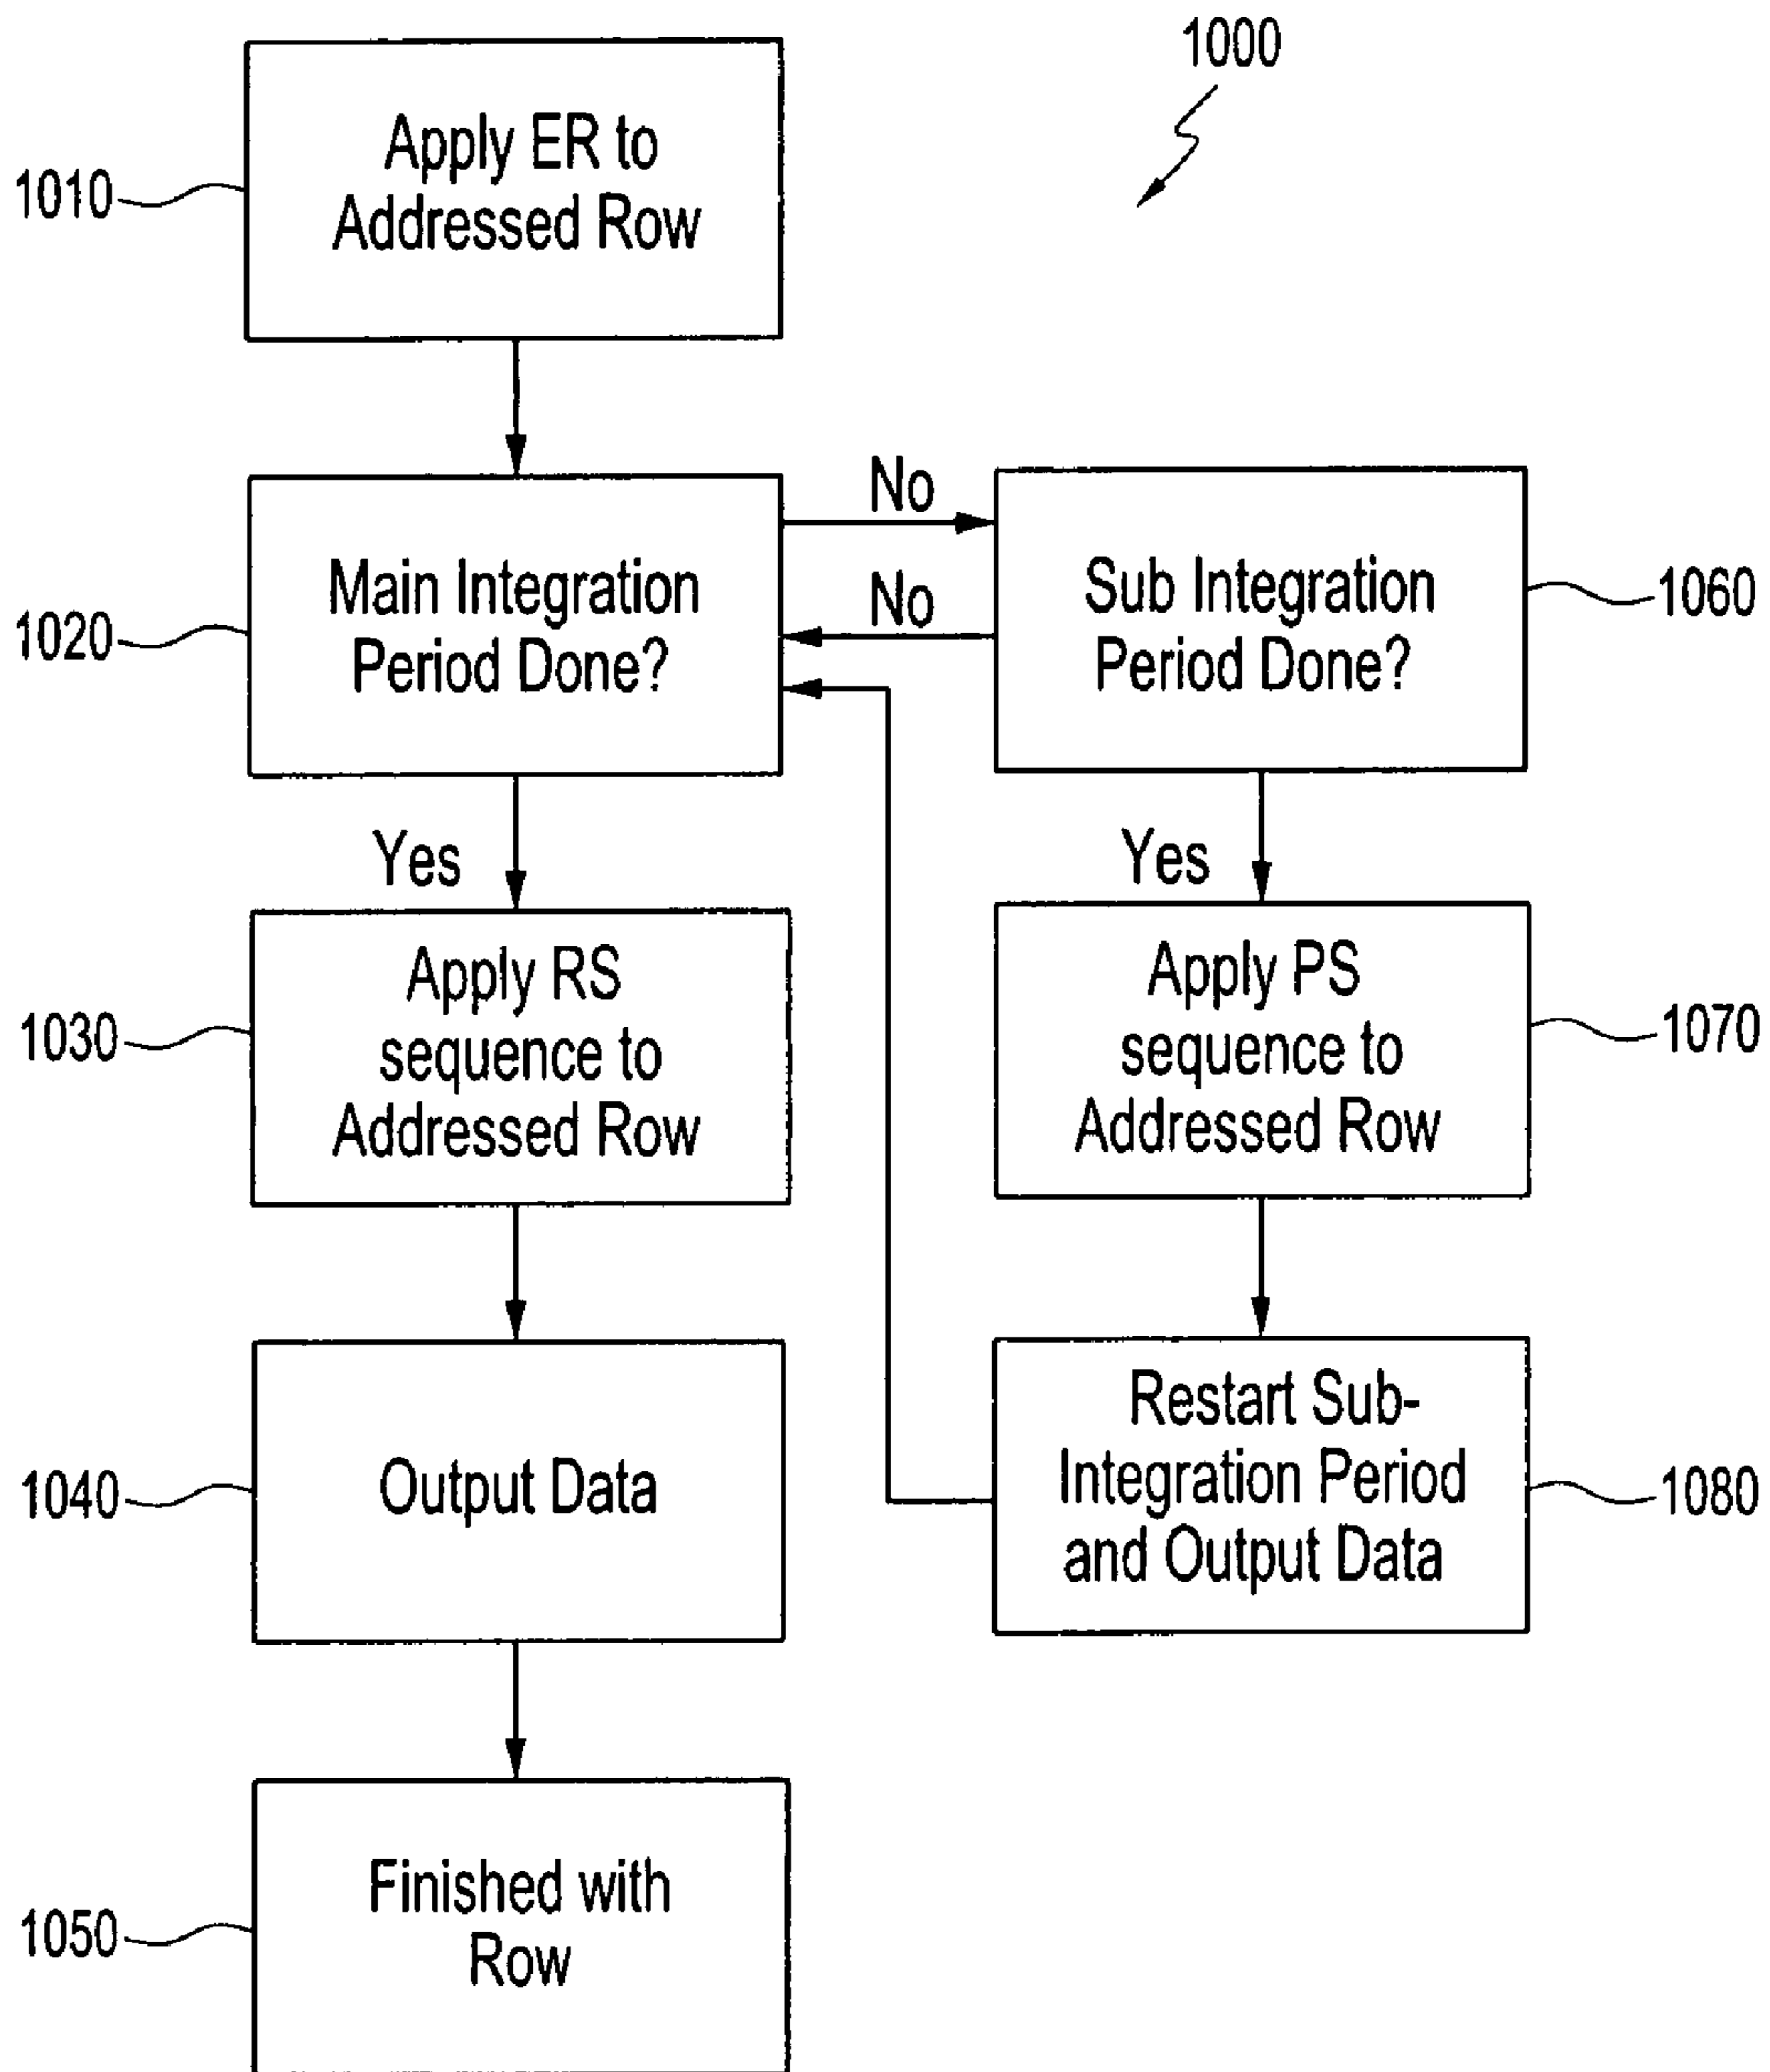 1000
Apply ER to
Addressed Row
1010
No
Main Integration
Period Done?
1020
No
Sub Integration
Period Done?
1060
Yes
Yes
Apply RS
sequence to
Addressed Row
1030
Apply PS
sequence to
Addressed Row
1070
Output Data
1040
Restart Sub-
Integration Period
and Output Data
1080
Finished with
Row
1050